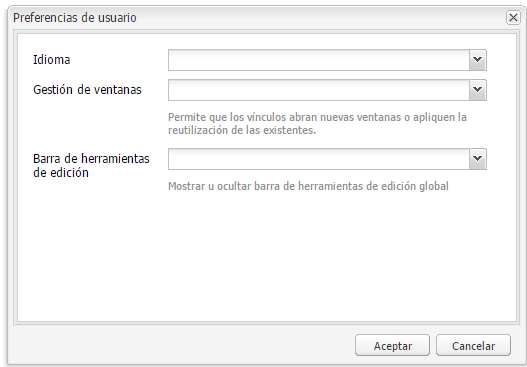 Preferencias de usuario
Idioma
Gestión de ventanas
Permite que los vínculos abran nuevas ventanas o apliquen la
reutilización de las existentes.
Barra de herramientas
de edición
Mostrar u ocultar barra de herramientas de edición global
Aceptar
Cancelar